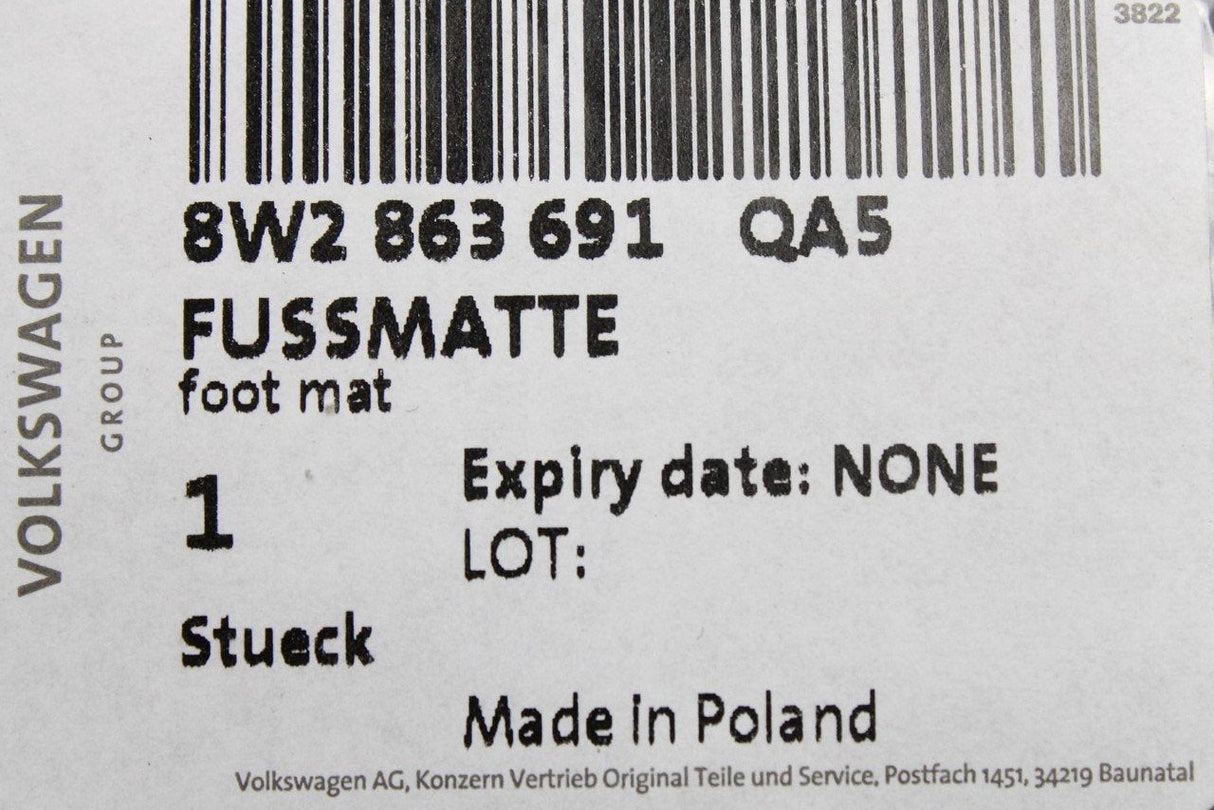 3822
8W2 863 691 QA5
FUSSMATTE
foot mat
1
Expiry date: NONE
LOT:
Stueck
Made in Poland
Volkswagen AG, Konzern Vertrieb Original Teile und Service, Postfach 1451, 34219 Baunatal
VOLKSWAGEN
GROUP